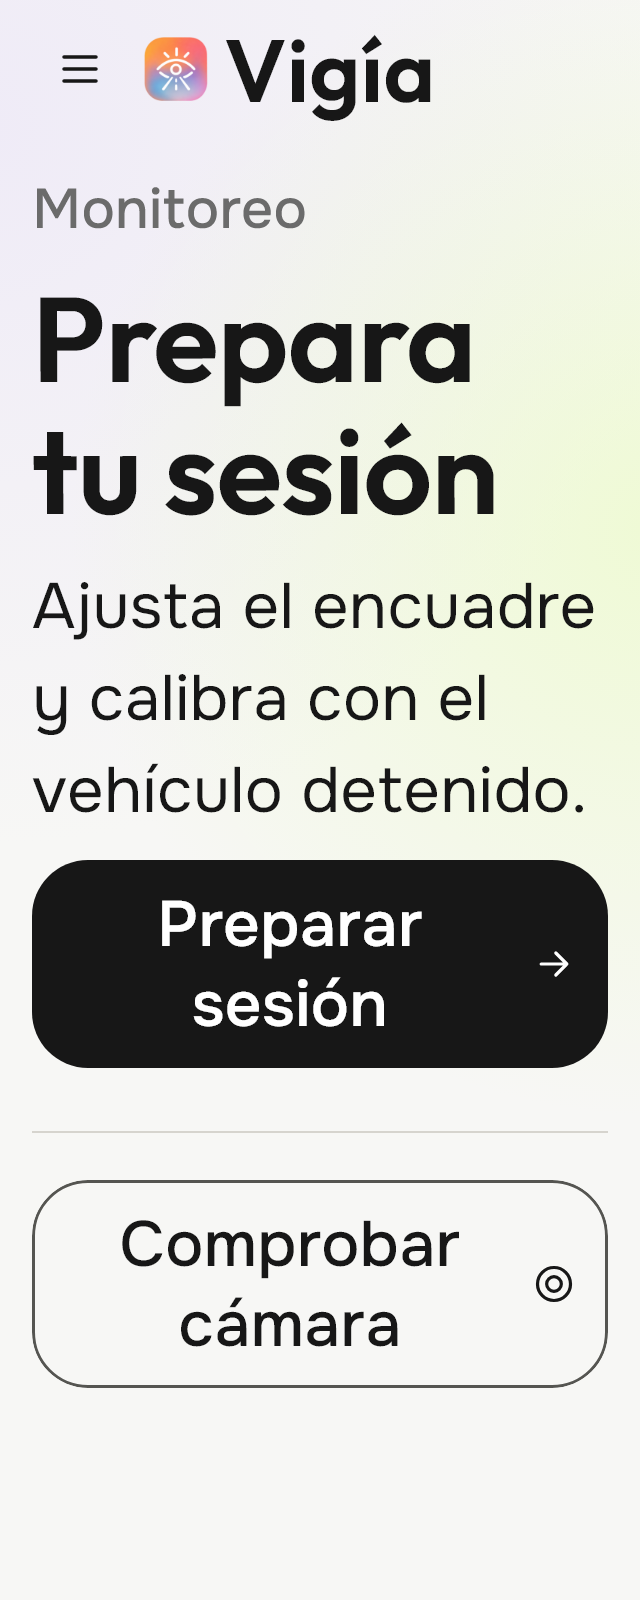 Vigía
Monitoreo
Prepara
tu sesión
Ajusta el encuadre
y calibra con el
vehículo detenido.
Preparar
sesión
Comprobar
cámara